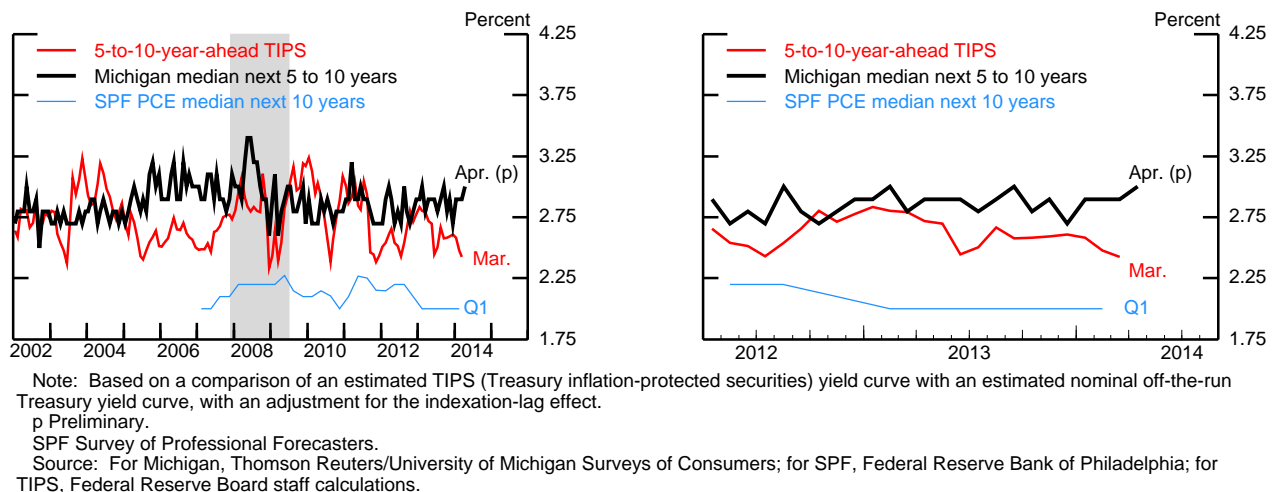 Percent
4.25
5-to-10-year-ahead TIPS
Michigan median next 5 to 10 years
3.75
SPF PCE median next 10 years
3.25
Apr. (p)
2.75
Mar.
2.25
Q1
1.75
2002 2004 2006 2008 2010 2012 2014
Percent
4.25
5-to-10-year-ahead TIPS
Michigan median next 5 to 10 years
3.75
SPF PCE median next 10 years
3.25
Apr. (p)
2.75
Mar.
2.25
Q1
1.75
2012 2013 2014
Note: Based on a comparison of an estimated TIPS (Treasury inflation-protected securities) yield curve with an estimated nominal off-the-run
Treasury yield curve, with an adjustment for the indexation-lag effect.
p Preliminary.
SPF Survey of Professional Forecasters.
Source: For Michigan, Thomson Reuters/University of Michigan Surveys of Consumers; for SPF, Federal Reserve Bank of Philadelphia; for
TIPS, Federal Reserve Board staff calculations.